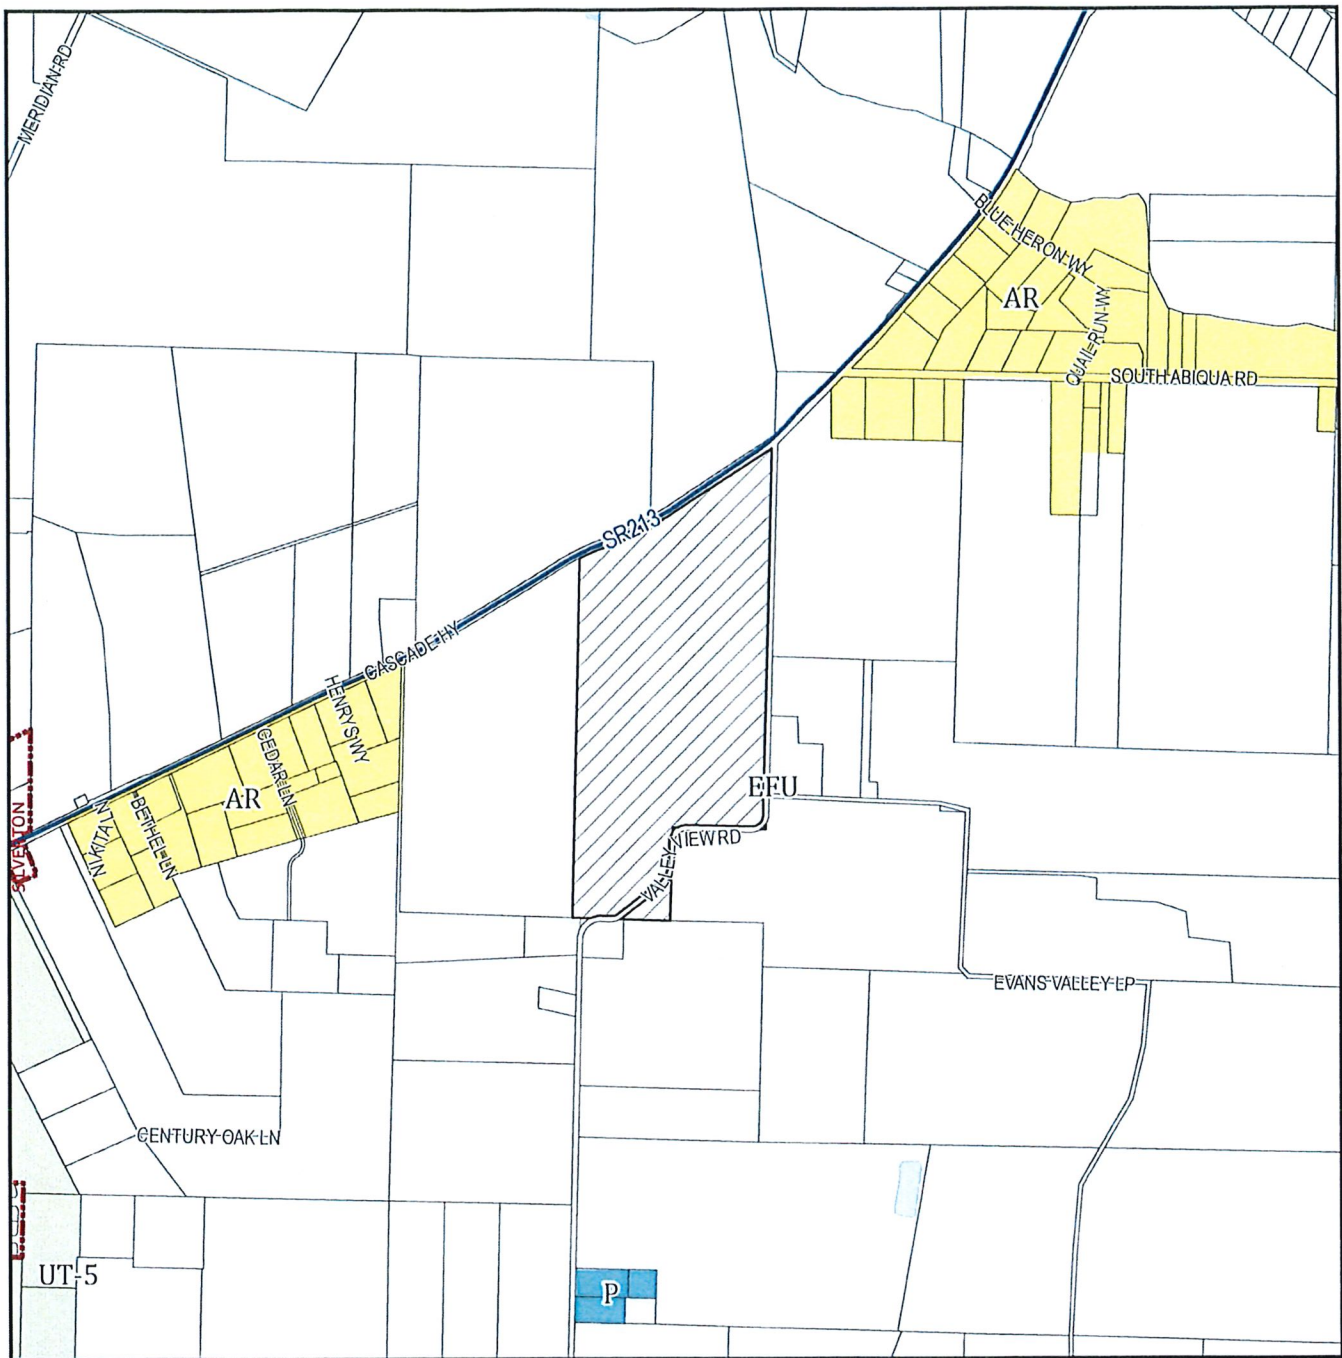 MERIDIAN RD
BLUE HERON WY
AR
QUAIL RUN WY
SOUTH ABIQUA RD
SR213
CASCADE HY
HENRYS WY
CEDAR LN
AR
BETHEL LN
NIKITA LN
SILVERTON
EFU
VALLEY VIEW RD
EVANS VALLEY LP
CENTURY OAK LN
UT-5
P